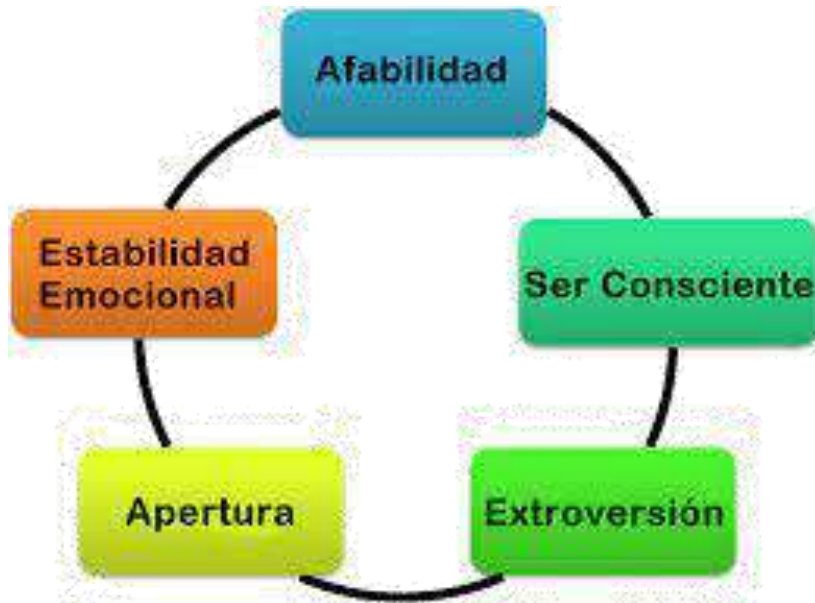 Afabilidad
Estabilidad
Emocional
Ser Consciente
Apertura
Extroversión